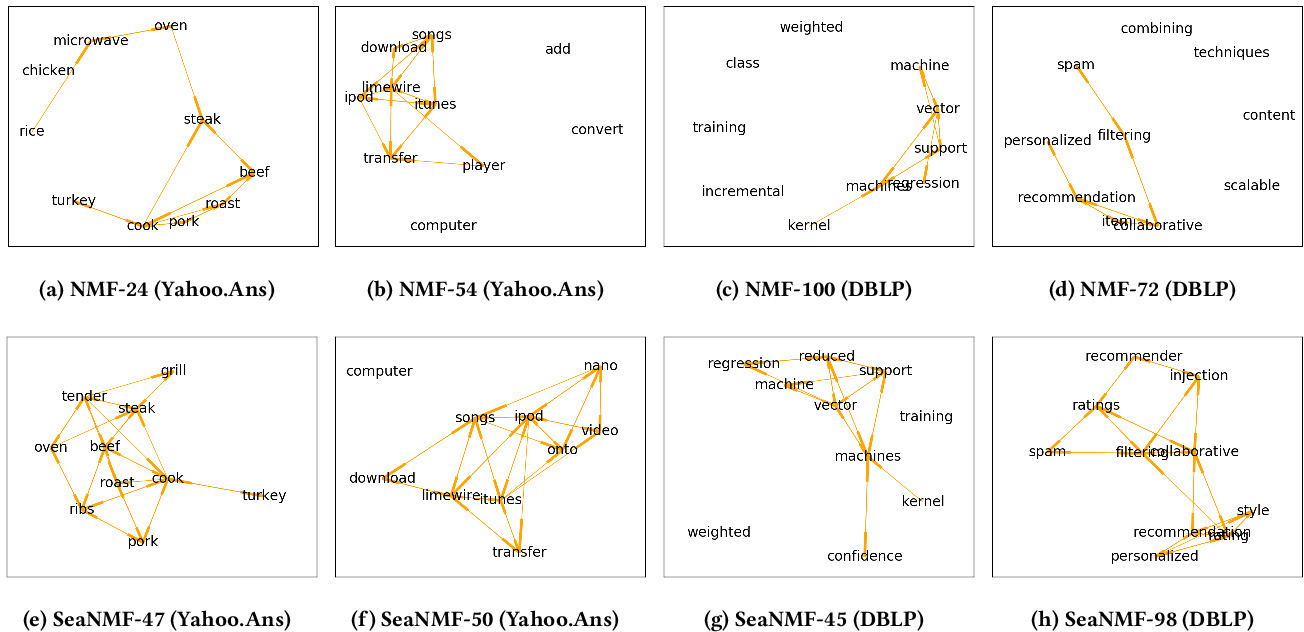 oven
microwave
chicken
rice
steak
beef
turkey
roast
pork
cook
(a) NMF-24 (Yahoo.Ans)
songs
download
add
limewire
ipod
itunes
convert
transfer
player
computer
(b) NMF-54 (Yahoo.Ans)
weighted
class
machine
vector
training
support
machines
regression
incremental
kernel
(c) NMF-100 (DBLP)
combining
techniques
spam
content
filtering
personalized
scalable
recommendation
item
collaborative
(d) NMF-72 (DBLP)
grill
tender
steak
oven
beef
roast
cook
turkey
ribs
pork
(e) SeaNMF-47 (Yahoo.Ans)
nano
computer
songs
ipod
video
onto
download
limewire
itunes
transfer
(f) SeaNMF-50 (Yahoo.Ans)
reduced
regression
support
machine
vector
training
machines
kernel
weighted
confidence
(g) SeaNMF-45 (DBLP)
recommender
injection
ratings
spam
filtering
collaborative
style
recommendation
rating
personalized
(h) SeaNMF-98 (DBLP)